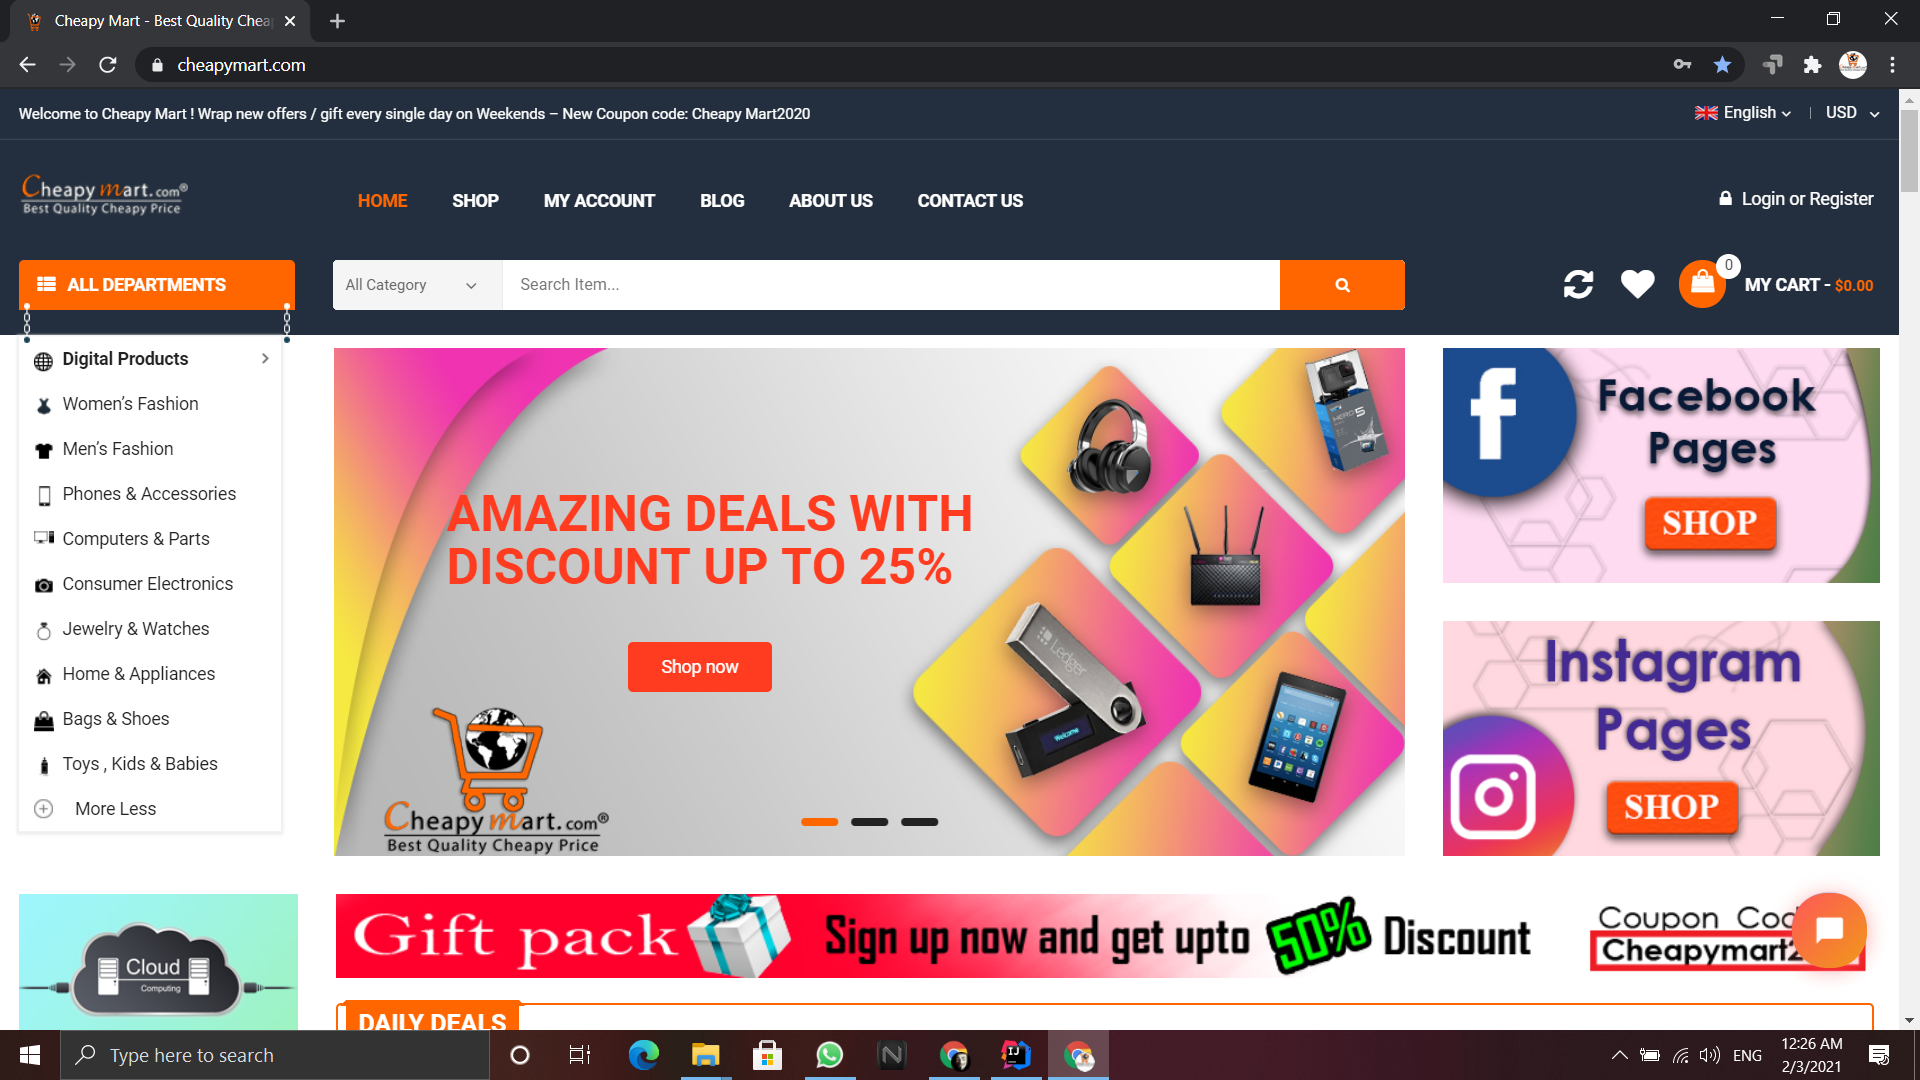 Cheapy Mart - Best Quality Chea
cheapymart.com
Welcome to Cheapy Mart ! Wrap new offers / gift every single day on Weekends – New Coupon code: Cheapy Mart2020
English
USD
Cheapy mart.com®
Best Quality Cheapy Price
HOME
SHOP
MY ACCOUNT
BLOG
ABOUT US
CONTACT US
Login or Register
ALL DEPARTMENTS
All Category
Search Item...
0
MY CART - $0.00
Digital Products
Women's Fashion
Men's Fashion
Phones & Accessories
Computers & Parts
Consumer Electronics
Jewelry & Watches
Home & Appliances
Bags & Shoes
Toys , Kids & Babies
More Less
AMAZING DEALS WITH
DISCOUNT UP TO 25%
Shop now
HERO 5
Ledger
Welcome
Cheapy mart.com®
Best Quality Cheapy Price
Facebook
Pages
SHOP
Instagram
Pages
SHOP
Cloud
Computing
Gift pack
Sign up now and get upto 50% Discount
Coupon Cod
Cheapymart2
DAILY DEALS
Type here to search
ENG
12:26 AM
2/3/2021